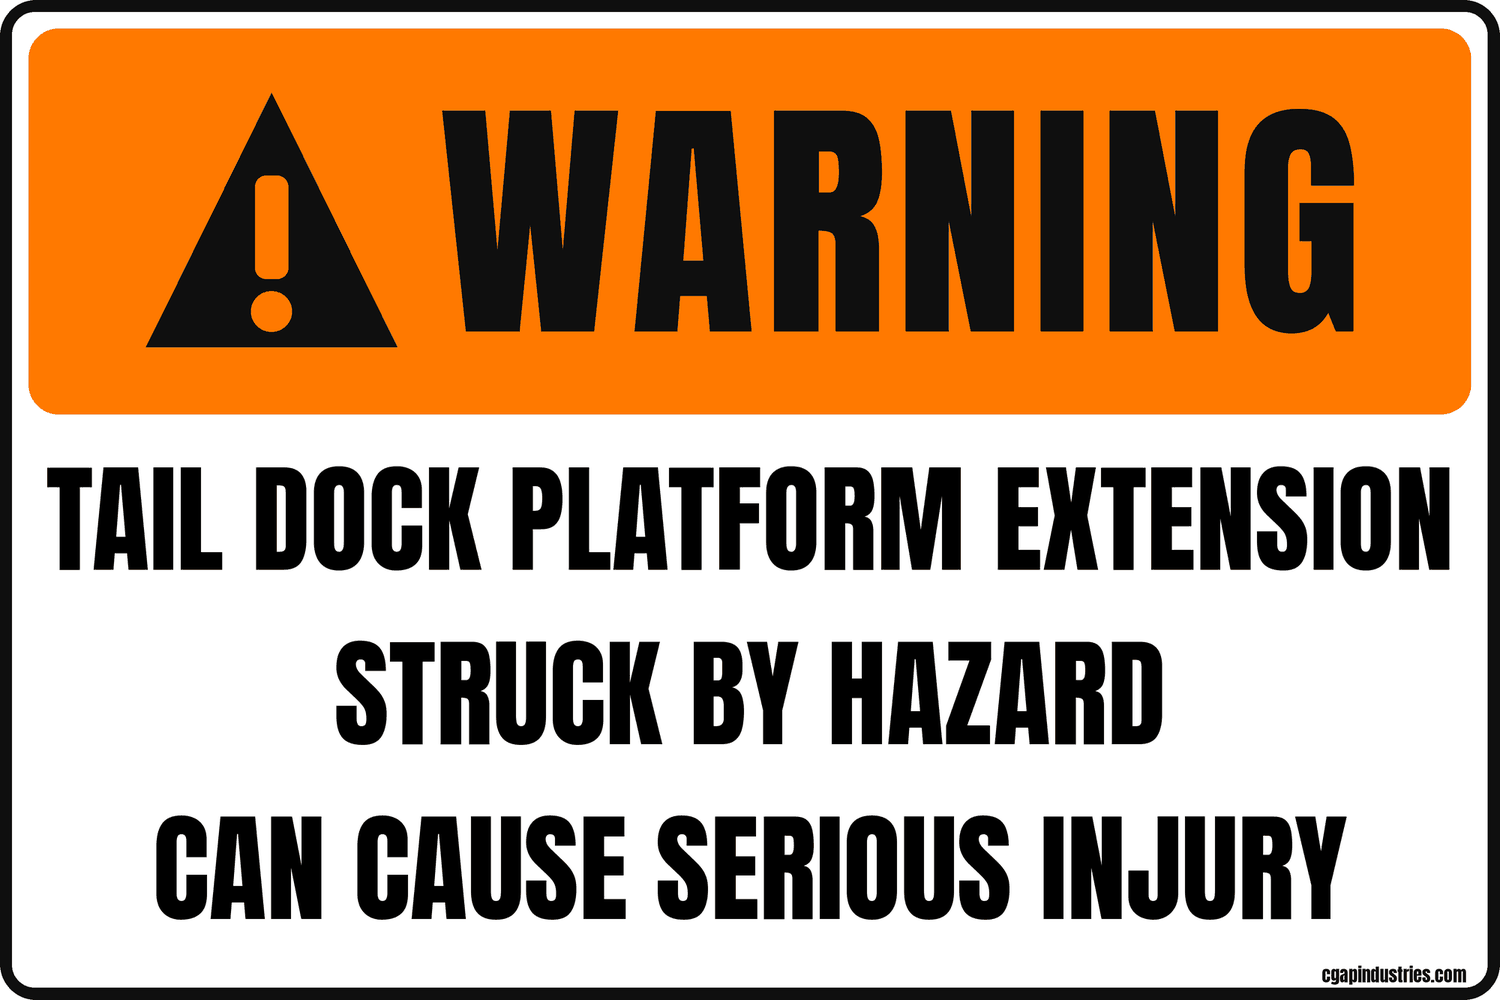 WARNING
TAIL DOCK PLATFORM EXTENSION
STRUCK BY HAZARD
CAN CAUSE SERIOUS INJURY
cgapindustries.com